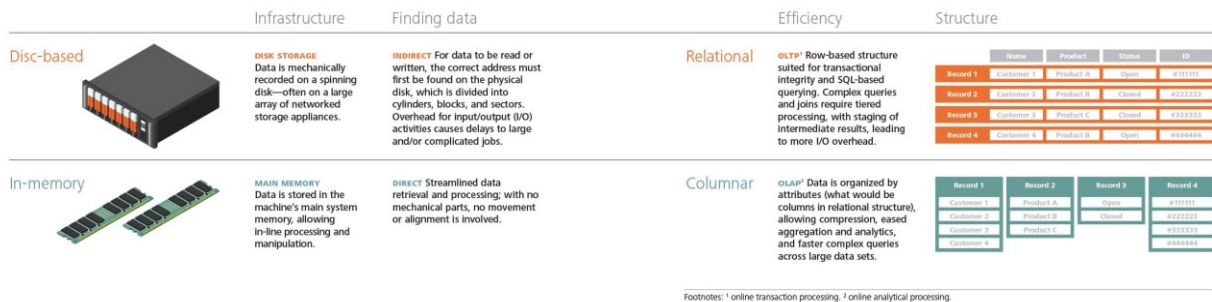 Infrastructure
Finding data
Disc-based
DISK STORAGE
Data is mechanically
recorded on a spinning
disk—often on a large
array of networked
storage appliances.
INDIRECT For data to be read or
written, the correct address must
first be found on the physical
disk, which is divided into
cylinders, blocks, and sectors.
Overhead for input/output (I/O)
activities causes delays to large
and/or complicated jobs.
In-memory
MAIN MEMORY
Data is stored in the
machine's main system
memory, allowing
in-line processing and
manipulation.
DIRECT Streamlined data
retrieval and processing; with no
mechanical parts, no movement
or alignment is involved.
Efficiency
Structure
Relational
OLTP¹ Row-based structure
suited for transactional
integrity and SQL-based
querying. Complex queries
and joins require tiered
processing, with staging of
intermediate results, leading
to more I/O overhead.
Name Product Status ID
Record 1 Customer 1 Product A Open #111111
Record 2 Customer 2 Product B Closed #222222
Record 3 Customer 3 Product C Closed #333333
Record 4 Customer 4 Product B Open #444444
Columnar
OLAP² Data is organized by
attributes (what would be
columns in relational structure),
allowing compression, eased
aggregation and analytics,
and faster complex queries
across large data sets.
Record 1 Record 2 Record 3 Record 4
Customer 1 Product A Open #111111
Customer 2 Product B Closed #222222
Customer 3 Product C #333333
Customer 4 #444444
Footnotes: ¹ online transaction processing. ² online analytical processing.